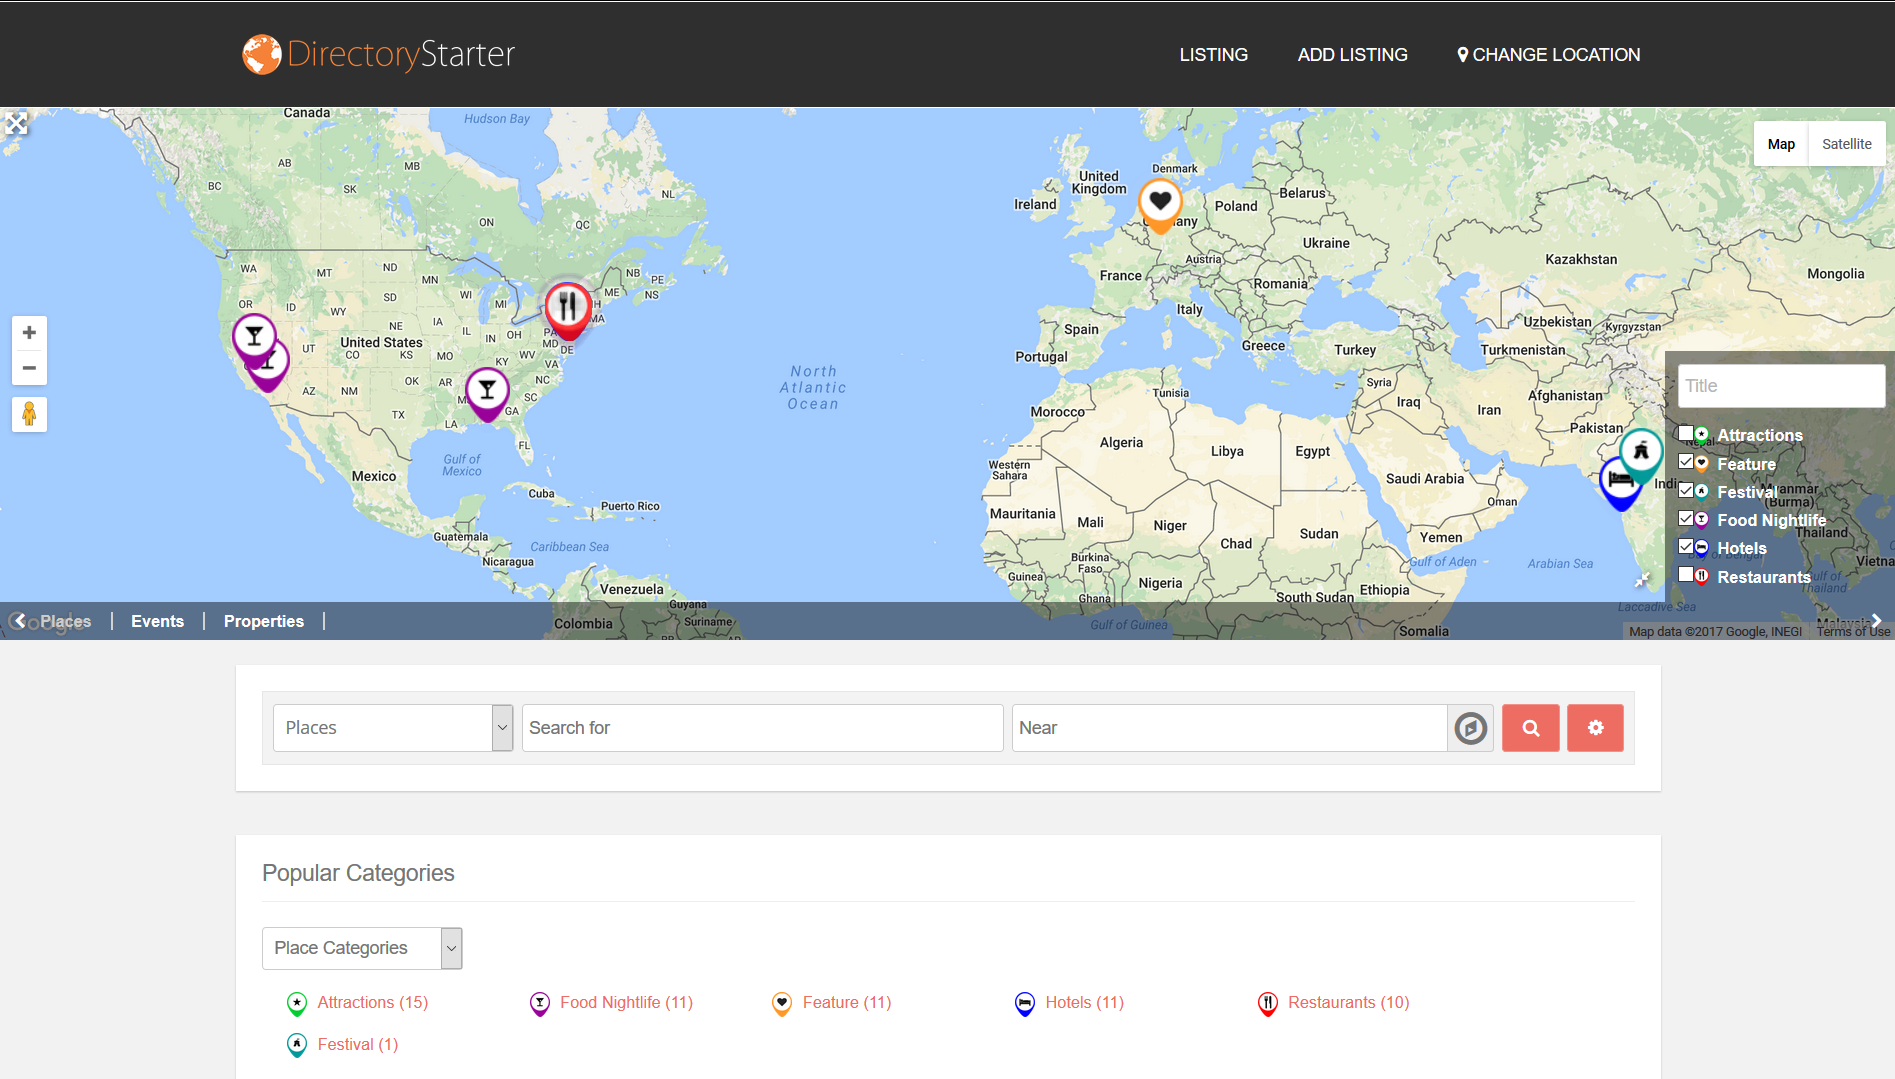 DirectoryStarter
LISTING
ADD LISTING
CHANGE LOCATION
Canada
Hudson Bay
Map
Satellite
AB
MB
BC
SK
NL
ON
QC
United
Kingdom
Denmark
Ireland
Poland
Belarus
Ukraine
Austria
France
Romania
Italy
Spain
Portugal
Greece
Turkey
Kazakhstan
Mongolia
Uzbekistan
Kyrgyzstan
Turkmenistan
WA
MT
ND
MN
NB
PE
NS
ME
OR
ID
WY
SD
WI
MI
MA
NE
IA
IL
IN
OH
PA
MD
DE
United States
UT
CO
KS
MO
KY
WV
VA
AZ
NM
OK
AR
NC
SC
TX
LA
GA
FL
North
Atlantic
Ocean
Gulf of
Mexico
Mexico
Cuba
Puerto Rico
Guatemala
Caribbean Sea
Nicaragua
Venezuela
Guyana
Colombia
Suriname
Morocco
Tunisia
Algeria
Libya
Egypt
Western
Sahara
Mauritania
Mali
Niger
Chad
Sudan
Burkina
Faso
Guinea
Nigeria
Ghana
South Sudan
Ethiopia
Somalia
Gulf of Guinea
Syria
Iraq
Iran
Afghanistan
Pakistan
Saudi Arabia
Oman
Yemen
Gulf of Aden
Arabian Sea
Laccadive Sea
Nepal
Myanmar
(Burma)
Thailand
Gulf of
Thailand
Malaysia
Title
Attractions
Feature
Festival
Food Nightlife
Hotels
Restaurants
Google
Places
Events
Properties
Map data ©2017 Google, INEGI
Terms of Use
Places
Search for
Near
Popular Categories
Place Categories
Attractions (15)
Food Nightlife (11)
Feature (11)
Hotels (11)
Restaurants (10)
Festival (1)